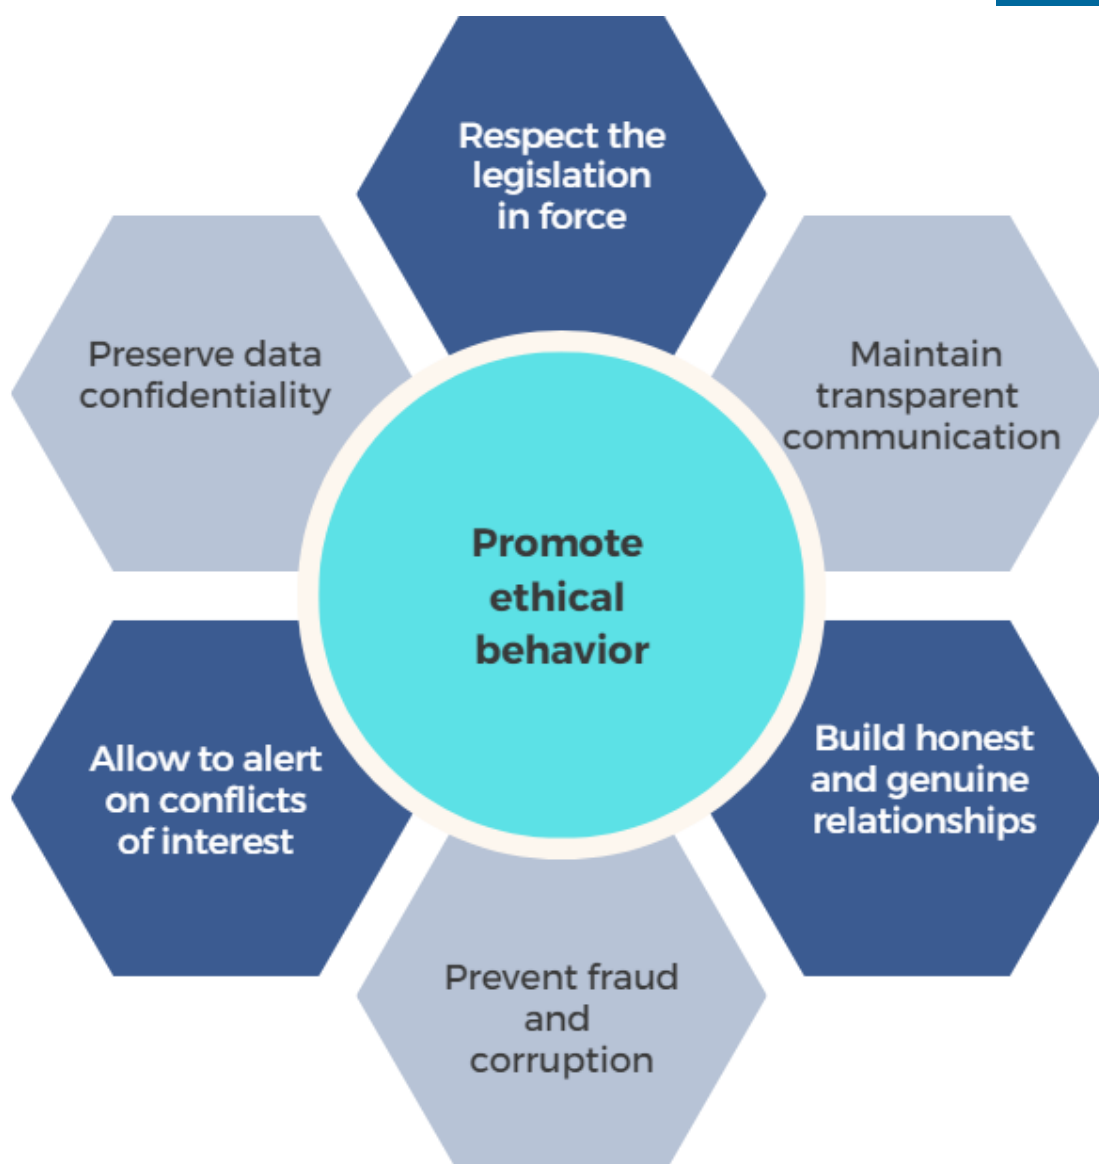 Respect the
legislation
in force
Preserve data
confidentiality
Maintain
transparent
communication
Promote
ethical
behavior
Allow to alert
on conflicts
of interest
Build honest
and genuine
relationships
Prevent fraud
and
corruption